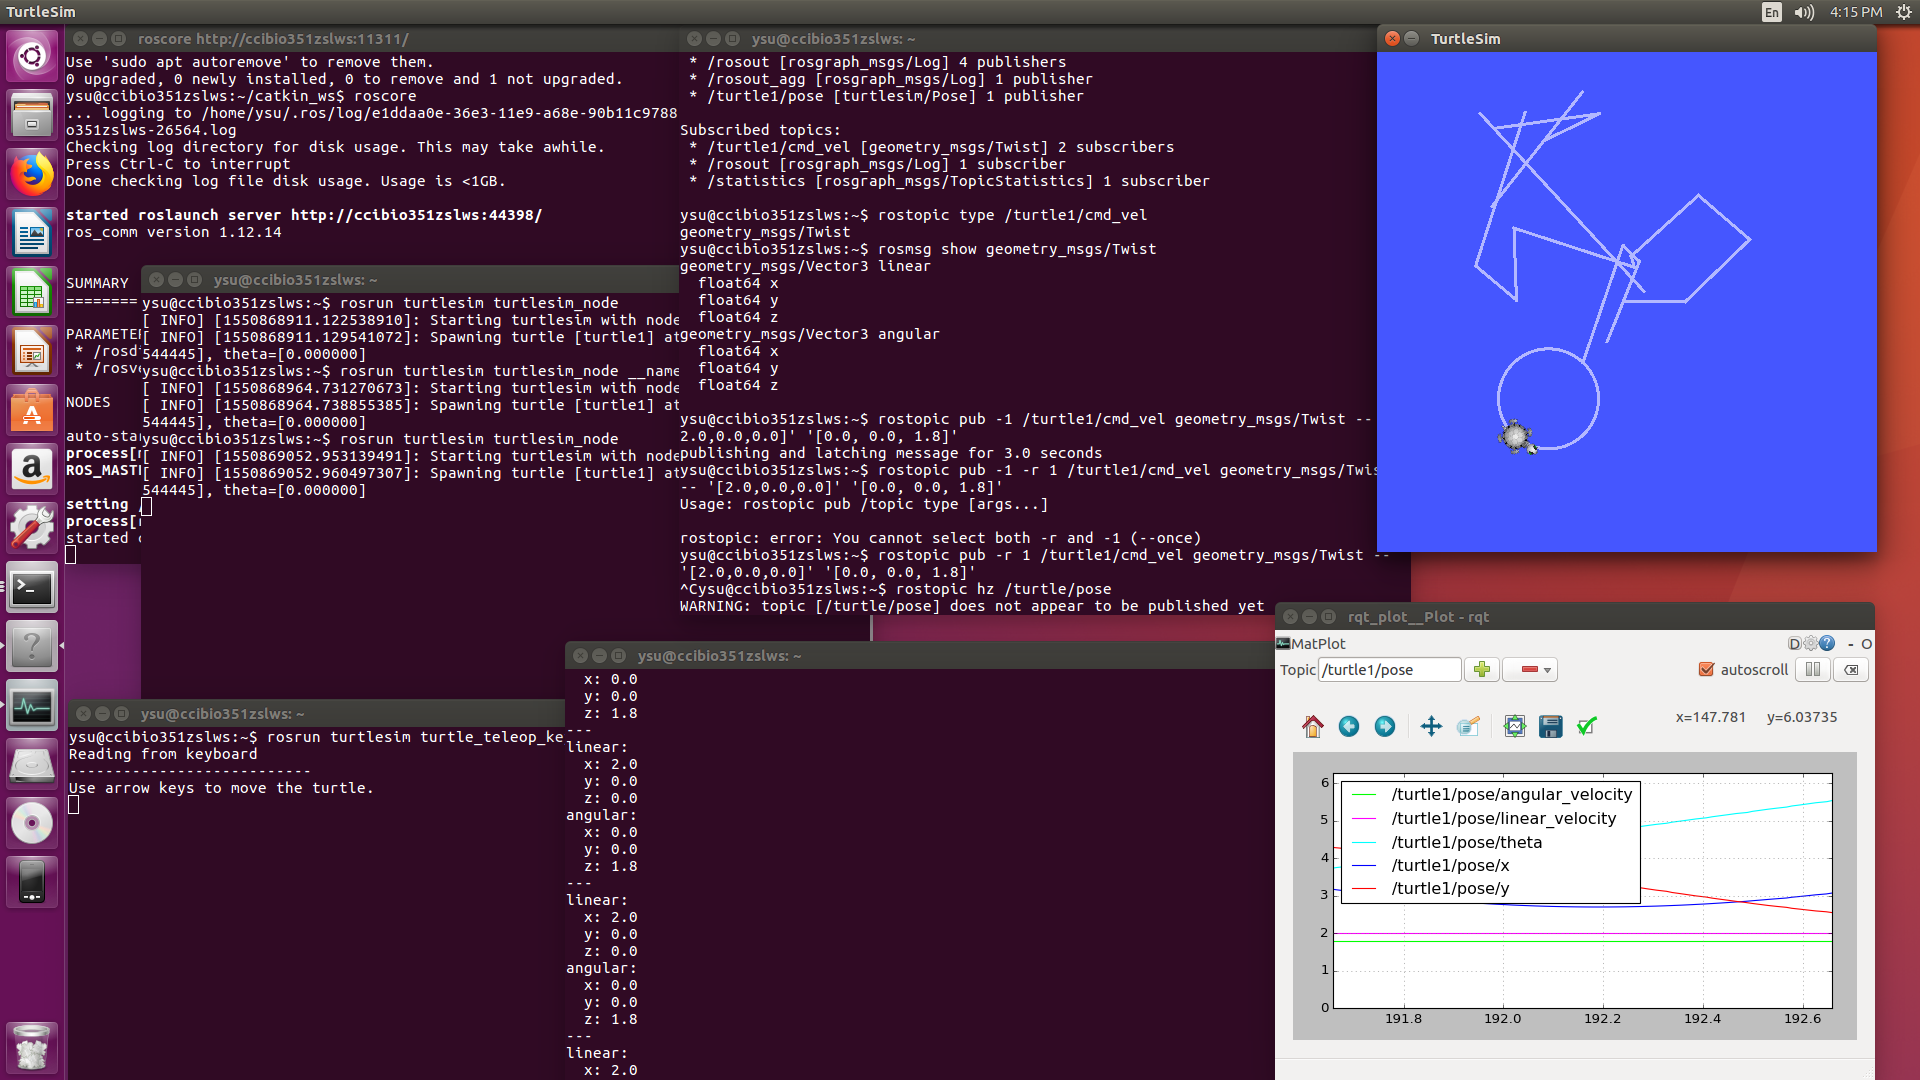 TurtleSim
En
4:15 PM
roscore http://ccibio351zslws:11311/
Use 'sudo apt autoremove' to remove them.
0 upgraded, 0 newly installed, 0 to remove and 1 not upgraded.
ysu@ccibio351zslws:~/catkin_ws$ roscore
... logging to /home/ysu/.ros/log/e1ddaa0e-36e3-11e9-a68e-90b11c9788
o351zslws-26564.log
Checking log directory for disk usage. This may take awhile.
Press Ctrl-C to interrupt
Done checking log file disk usage. Usage is <1GB.
started roslaunch server http://ccibio351zslws:44398/
ros_comm version 1.12.14
SUMMARY
========
PARAMETER
* /rosd
* /rosve
NODES
auto-sta
process[
ROS_MAST
setting /
process[
started c
ysu@ccibio351zslws: ~
ysu@ccibio351zslws:~$ rosrun turtlesim turtlesim_node
[ INFO] [1550868911.122538910]: Starting turtlesim with node
[ INFO] [1550868911.129541072]: Spawning turtle [turtle1] at
544445], theta=[0.000000]
ysu@ccibio351zslws:~$ rosrun turtlesim turtlesim_node __name
[ INFO] [1550868964.731270673]: Starting turtlesim with node
[ INFO] [1550868964.738855385]: Spawning turtle [turtle1] at
544445], theta=[0.000000]
ysu@ccibio351zslws:~$ rosrun turtlesim turtlesim_node
[ INFO] [1550869052.953139491]: Starting turtlesim with node
[ INFO] [1550869052.960497307]: Spawning turtle [turtle1] at
544445], theta=[0.000000]
ysu@ccibio351zslws: ~
ysu@ccibio351zslws:~$ rosrun turtlesim turtle_teleop_ke
Reading from keyboard
---------------------------
Use arrow keys to move the turtle.
ysu@ccibio351zslws: ~
* /rosout [rosgraph_msgs/Log] 4 publishers
* /rosout_agg [rosgraph_msgs/Log] 1 publisher
* /turtle1/pose [turtlesim/Pose] 1 publisher
Subscribed topics:
* /turtle1/cmd_vel [geometry_msgs/Twist] 2 subscribers
* /rosout [rosgraph_msgs/Log] 1 subscriber
* /statistics [rosgraph_msgs/TopicStatistics] 1 subscriber
ysu@ccibio351zslws:~$ rostopic type /turtle1/cmd_vel
geometry_msgs/Twist
ysu@ccibio351zslws:~$ rosmsg show geometry_msgs/Twist
geometry_msgs/Vector3 linear
float64 x
float64 y
float64 z
geometry_msgs/Vector3 angular
float64 x
float64 y
float64 z
ysu@ccibio351zslws:~$ rostopic pub -1 /turtle1/cmd_vel geometry_msgs/Twist --
2.0,0.0,0.0]' '[0.0, 0.0, 1.8]'
publishing and latching message for 3.0 seconds
ysu@ccibio351zslws:~$ rostopic pub -1 -r 1 /turtle1/cmd_vel geometry_msgs/Twis
-- '[2.0,0.0,0.0]' '[0.0, 0.0, 1.8]'
Usage: rostopic pub /topic type [args...]
rostopic: error: You cannot select both -r and -1 (--once)
ysu@ccibio351zslws:~$ rostopic pub -r 1 /turtle1/cmd_vel geometry_msgs/Twist --
'[2.0,0.0,0.0]' '[0.0, 0.0, 1.8]'
^Cysu@ccibio351zslws:~$ rostopic hz /turtle/pose
WARNING: topic [/turtle/pose] does not appear to be published yet
ysu@ccibio351zslws: ~
x: 0.0
y: 0.0
z: 1.8
---
linear:
x: 2.0
y: 0.0
z: 0.0
angular:
x: 0.0
y: 0.0
z: 1.8
---
linear:
x: 2.0
y: 0.0
z: 0.0
angular:
x: 0.0
y: 0.0
z: 1.8
---
linear:
x: 2.0
TurtleSim
rqt_plot__Plot - rqt
MatPlot
D
- O
Topic /turtle1/pose
autoscroll
x=147.781 y=6.03735
6
5
4
3
2
1
0
/turtle1/pose/angular_velocity
/turtle1/pose/linear_velocity
/turtle1/pose/theta
/turtle1/pose/x
/turtle1/pose/y
191.8 192.0 192.2 192.4 192.6